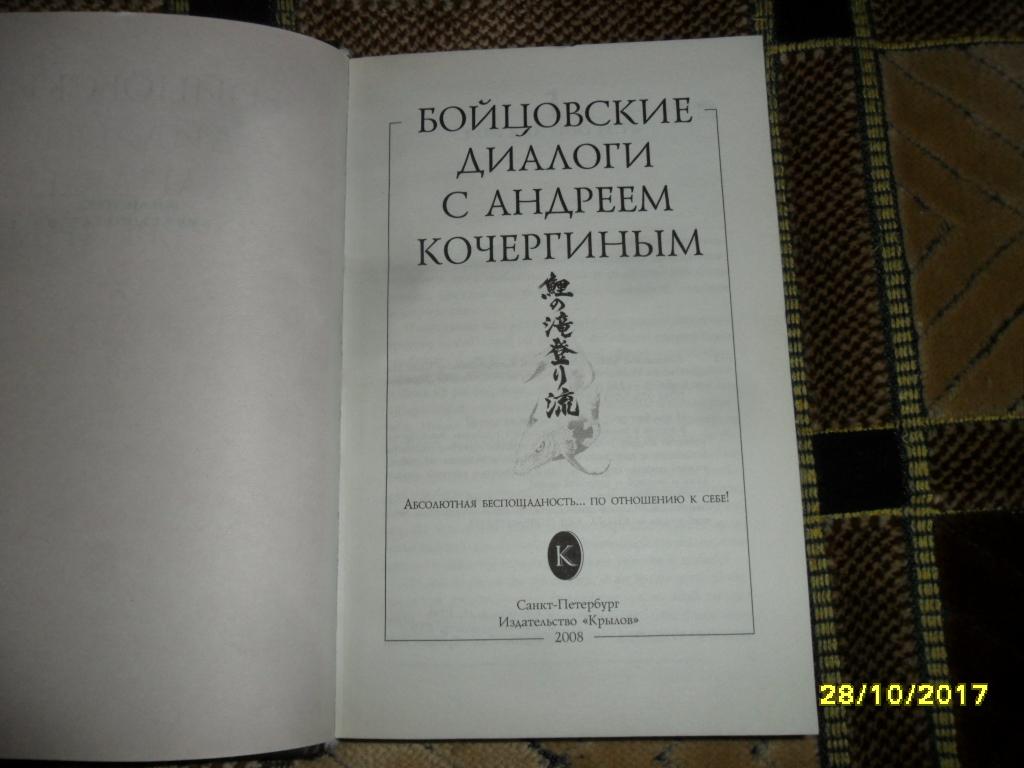 БОЙЦОВСКИЕ
ДИАЛОГИ
С АНДРЕЕМ
КОЧЕРГИНЫМ
鯉の滝登り流
Абсолютная беспощадность... по отношению к себе!
К
Санкт-Петербург
Издательство «Крылов»
2008
28/10/2017